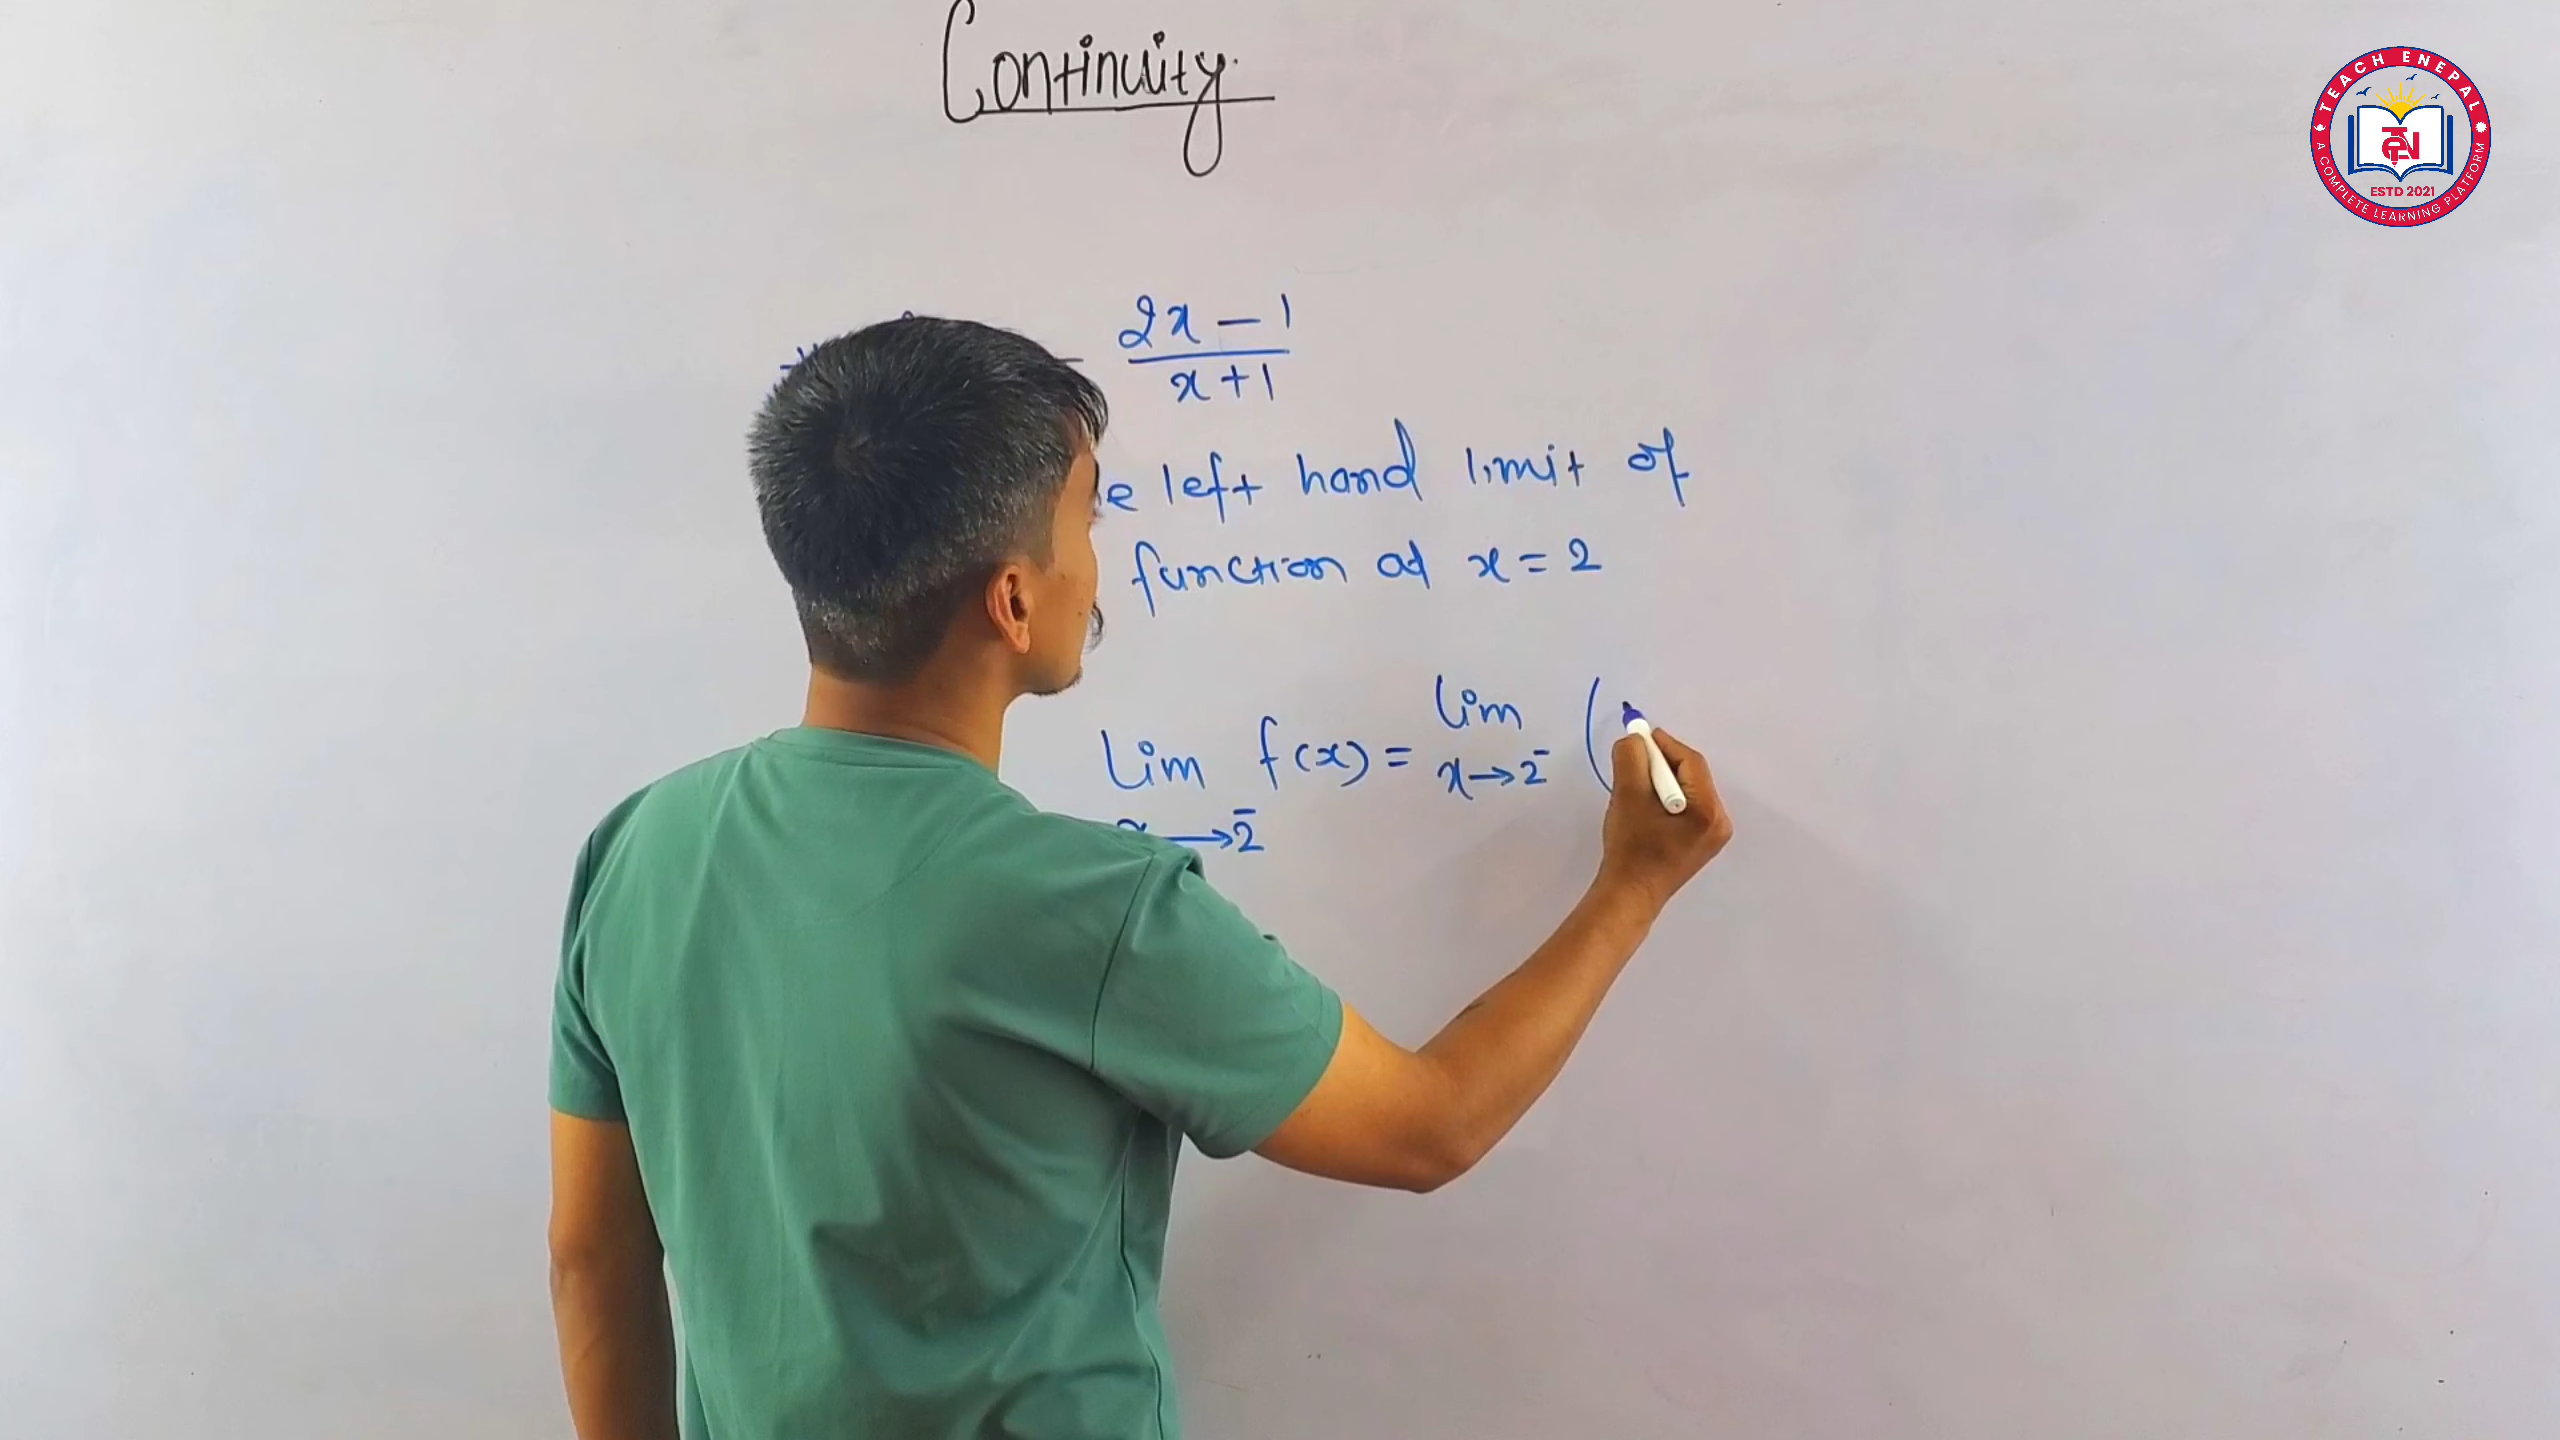 Continuity.
2x - 1
x + 1
left hand limit of
function at x = 2
lim f(x) = lim (
x → 2⁻
→ 2⁻
TEACH ENEPAL
TEN
ESTD 2021
A COMPLETE LEARNING PLATFORM